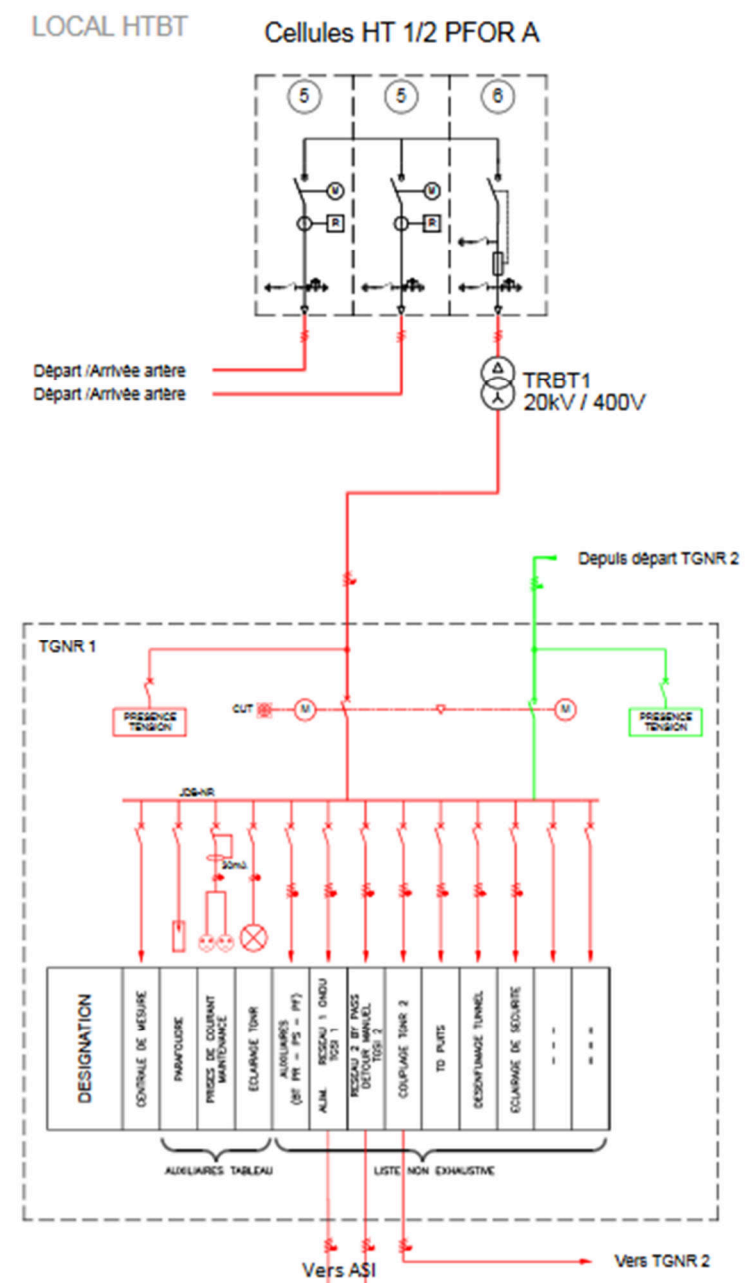 LOCAL HTBT
Cellules HT 1/2 PFOR A
5
5
6
M
M
R
R
Départ /Arrivée artère
Départ /Arrivée artère
TRBT1
20kV / 400V
Depuis départ TGNR 2
TGNR 1
PRESENCE
TENSION
CUT
M
M
PRESENCE
TENSION
JDB-NR
30mA
DESIGNATION
CENTRALE DE MESURE
PARAFOUDRE
PRISES DE COURANT
MAINTENANCE
ECLAIRAGE TGNR
AUXILIAIRES
(BT PR - PS - PF)
ALIM. RESEAU 1 ONDU
TGSI 1
RESEAU 2 BY PASS
DETOUR MANUEL
TGSI 2
COUPLAGE TGNR 2
TD PUITS
DESENFUMAGE TUNNEL
ECLAIRAGE DE SECURITE
- - -
- - -
AUXILIAIRES TABLEAU
LISTE NON EXHAUSTIVE
Vers ASI
Vers TGNR 2